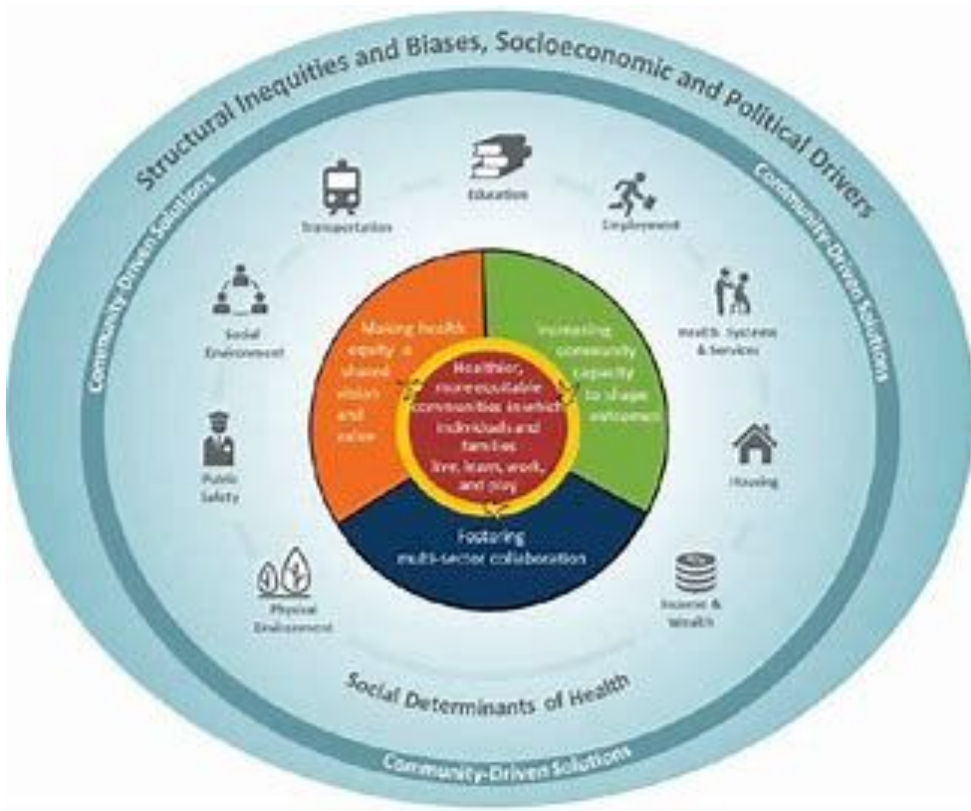 Structural Inequities and Biases, Socioeconomic and Political Drivers
Community-Driven Solutions
Community-Driven Solutions
Education
Transportation
Employment
Social
Environment
Health Systems
& Services
Public
Safety
Housing
Physical
Environment
Income &
Wealth
Making health
equity a
shared
vision
and
value
Increasing
community
capacity
to shape
outcomes
Healthier,
more equitable
communities in which
individuals and
families
live, learn, work,
and play
Fostering
multi-sector collaboration
Social Determinants of Health
Community-Driven Solutions